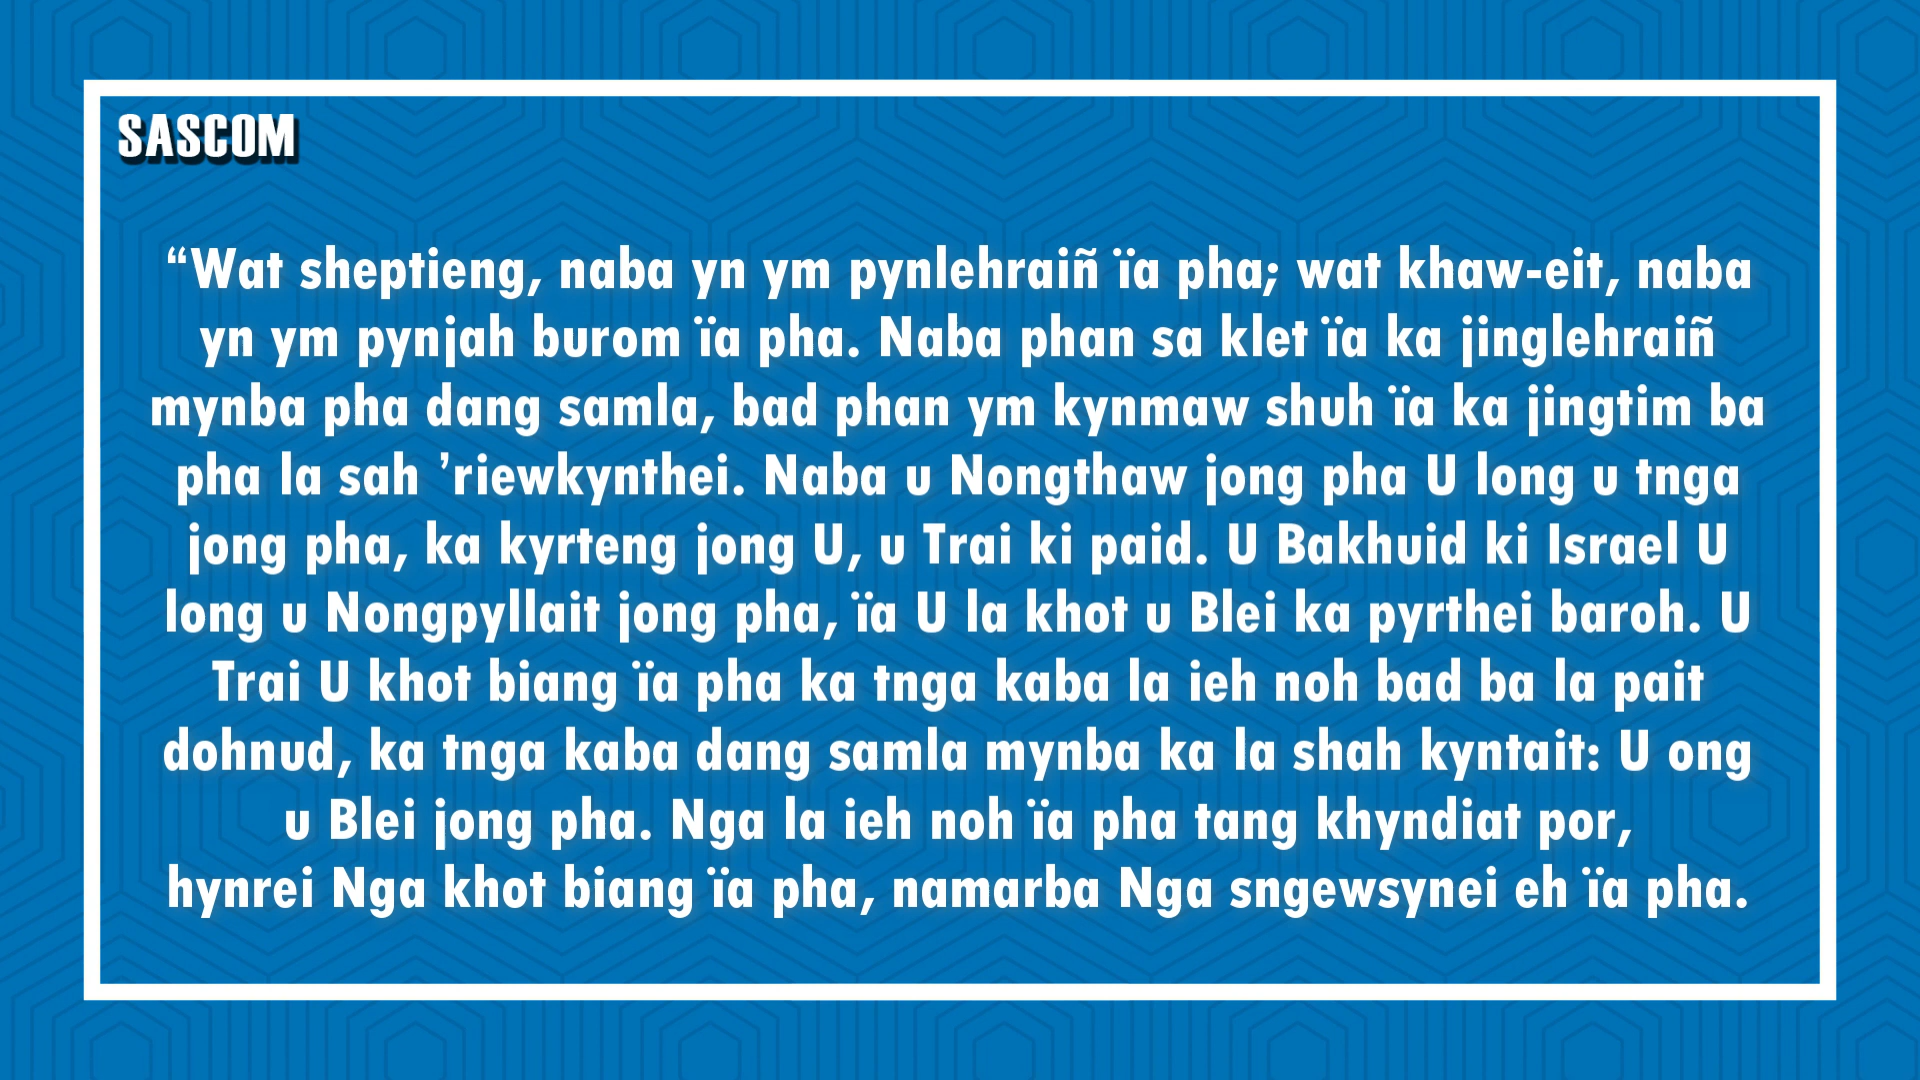 SASCOM
“Wat sheptieng, naba yn ym pynlehraiñ ïa pha; wat khaw-eit, naba
yn ym pynjah burom ïa pha. Naba phan sa klet ïa ka jinglehraiñ
mynba pha dang samla, bad phan ym kynmaw shuh ïa ka jingtim ba
pha la sah ’riewkynthei. Naba u Nongthaw jong pha U long u tnga
jong pha, ka kyrteng jong U, u Trai ki paid. U Bakhuid ki Israel U
long u Nongpyllait jong pha, ïa U la khot u Blei ka pyrthei baroh. U
Trai U khot biang ïa pha ka tnga kaba la ieh noh bad ba la pait
dohnud, ka tnga kaba dang samla mynba ka la shah kyntait: U ong
u Blei jong pha. Nga la ieh noh ïa pha tang khyndiat por,
hynrei Nga khot biang ïa pha, namarba Nga sngewsynei eh ïa pha.